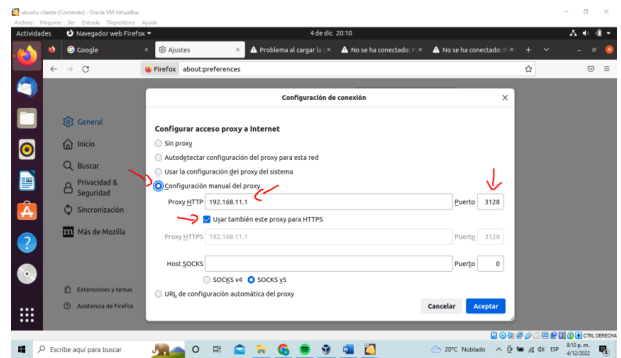 ubuntu-cliente [Corriendo] - Oracle VM VirtualBox
Archivo Máquina Ver Entrada Dispositivos Ayuda
Actividades Navegador web Firefox 4 de dic 20:10
Google Ajustes Problema al cargar la No se ha conectado: P No se ha conectado: P
Firefox about:preferences
Configuración de conexión
General
Configurar acceso proxy a Internet
Inicio
Sin proxy
Autodetectar configuración del proxy para esta red
Buscar
Usar la configuración del proxy del sistema
Privacidad &
Seguridad
Configuración manual del proxy
Proxy HTTP 192.168.11.1 Puerto 3128
Sincronización
Usar también este proxy para HTTPS
Más de Mozilla
Proxy HTTPS 192.168.11.1 Puerto 3128
Host SOCKS Puerto 0
SOCKS v4 SOCKS v5
Extensiones y temas
URL de configuración automática del proxy
Asistencia de Firefox
Cancelar Aceptar
CTRL DERECHA
Escribe aquí para buscar
20°C Nublado ESP 8:10 p. m.
4/12/2022